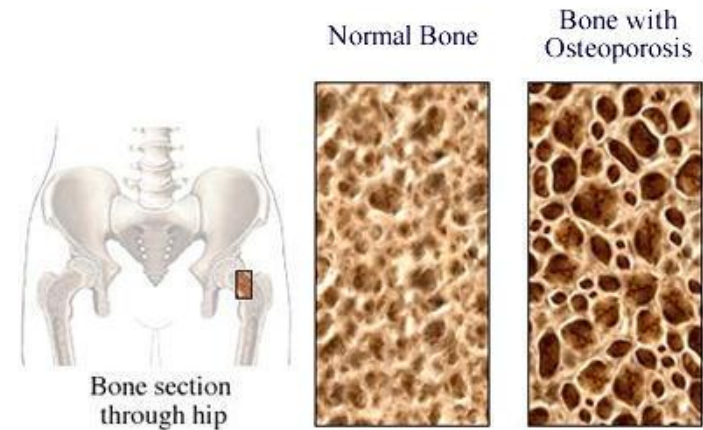 Normal Bone
Bone with
Osteoporosis
Bone section
through hip